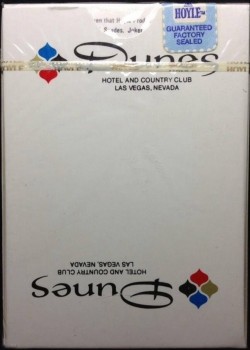 HOYLE
GUARANTEED
FACTORY
SEALED
Dunes
HOTEL AND COUNTRY CLUB
LAS VEGAS, NEVADA
HOYLE
Dunes
HOTEL AND COUNTRY CLUB
LAS VEGAS, NEVADA